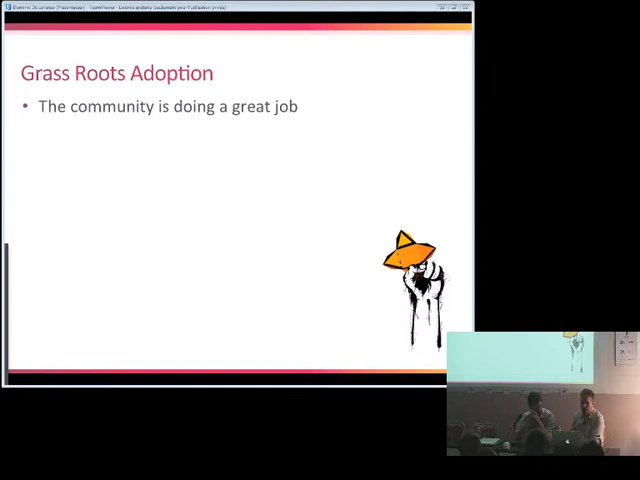 Grass Roots Adoption
• The community is doing a great job